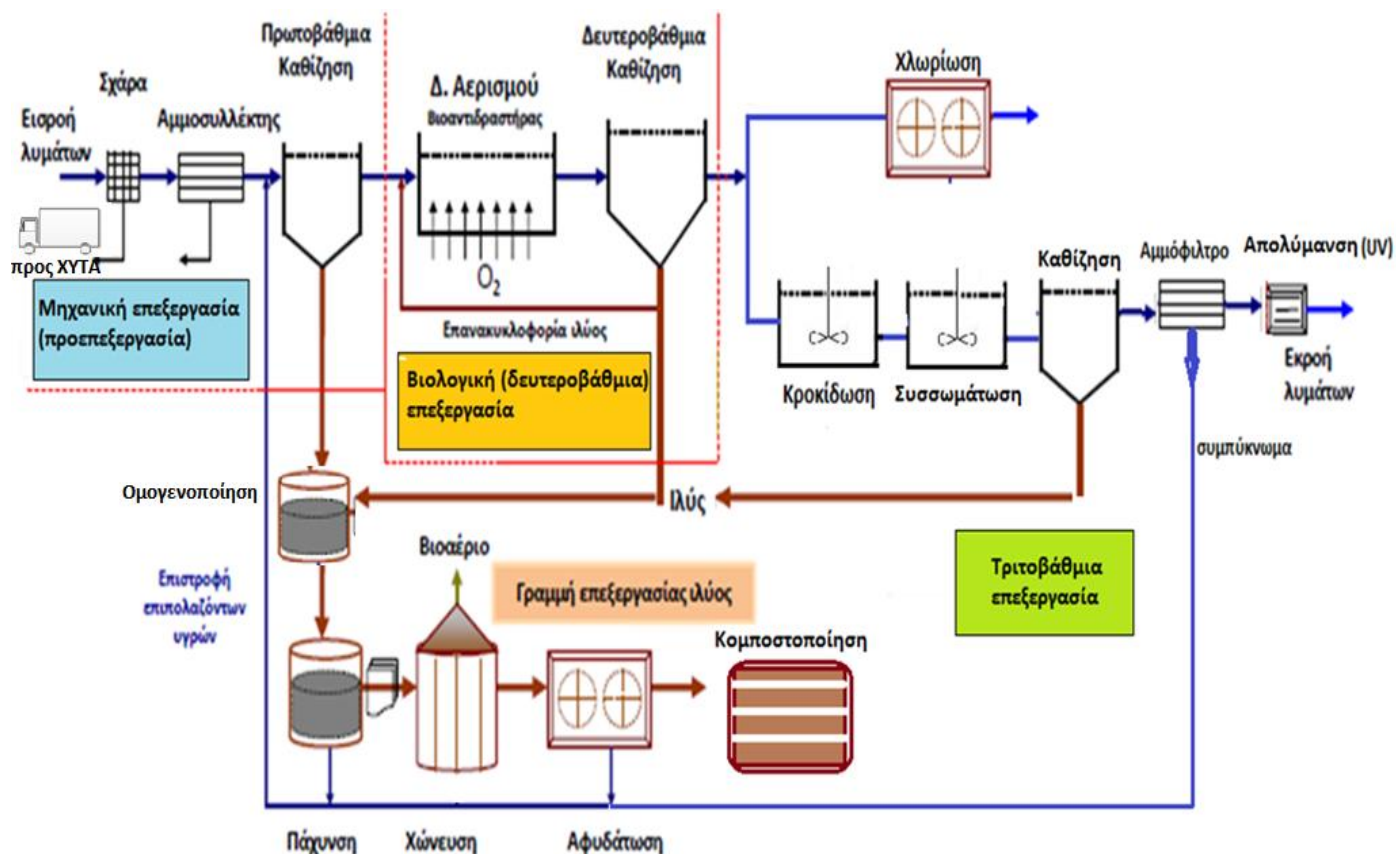 Πρωτοβάθμια
Καθίζηση
Δευτεροβάθμια
Καθίζηση
Χλωρίωση
Σχάρα
Δ. Αερισμού
Βιοαντιδραστήρας
Εισροή
λυμάτων
Αμμοσυλλέκτης
προς ΧΥΤΑ
O2
Επανακυκλοφορία ιλύος
Μηχανική επεξεργασία
(προεπεξεργασία)
Βιολογική (δευτεροβάθμια)
επεξεργασία
Καθίζηση
Αμμόφιλτρο
Απολύμανση (UV)
Κροκίδωση
Συσσωμάτωση
Εκροή
λυμάτων
συμπύκνωμα
Ομογενοποίηση
Ιλύς
Βιοαέριο
Γραμμή επεξεργασίας ιλύος
Τριτοβάθμια
επεξεργασία
Επιστροφή
επιπολαζόντων
υγρών
Κομποστοποίηση
Πάχυνση
Χώνευση
Αφυδάτωση